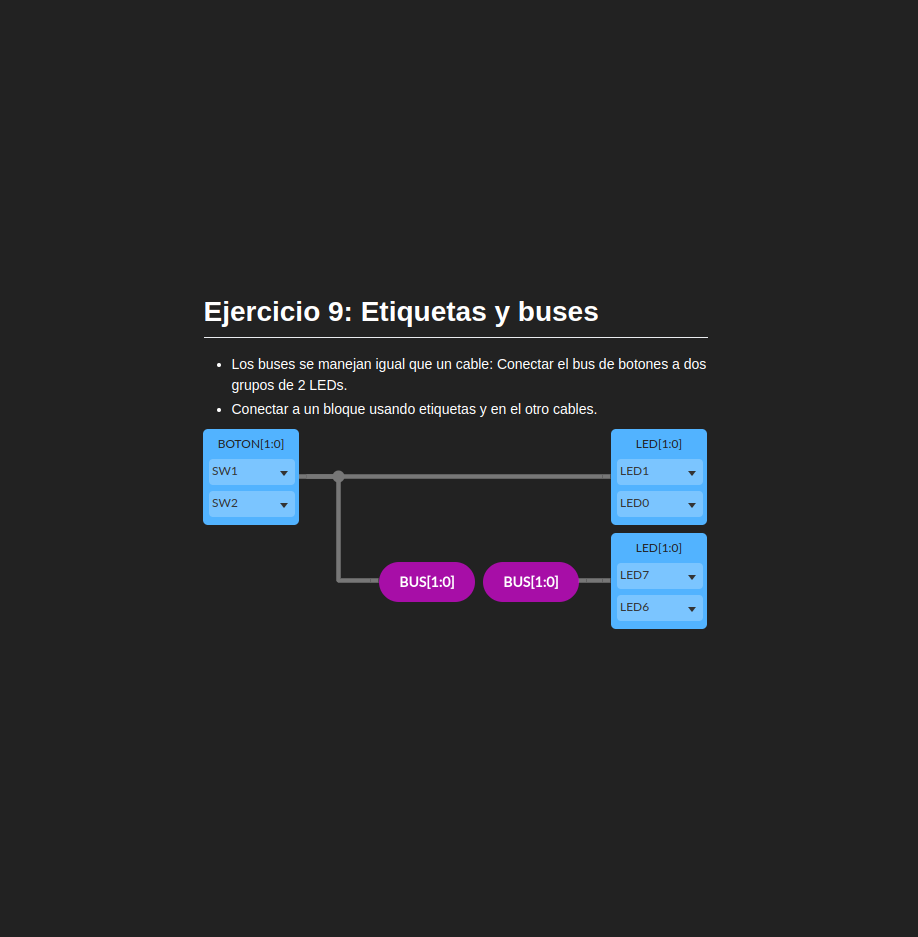 Ejercicio 9: Etiquetas y buses
Los buses se manejan igual que un cable: Conectar el bus de botones a dos
grupos de 2 LEDs.
Conectar a un bloque usando etiquetas y en el otro cables.
BOTON[1:0]
SW1
SW2
LED[1:0]
LED1
LED0
BUS[1:0]
BUS[1:0]
LED[1:0]
LED7
LED6